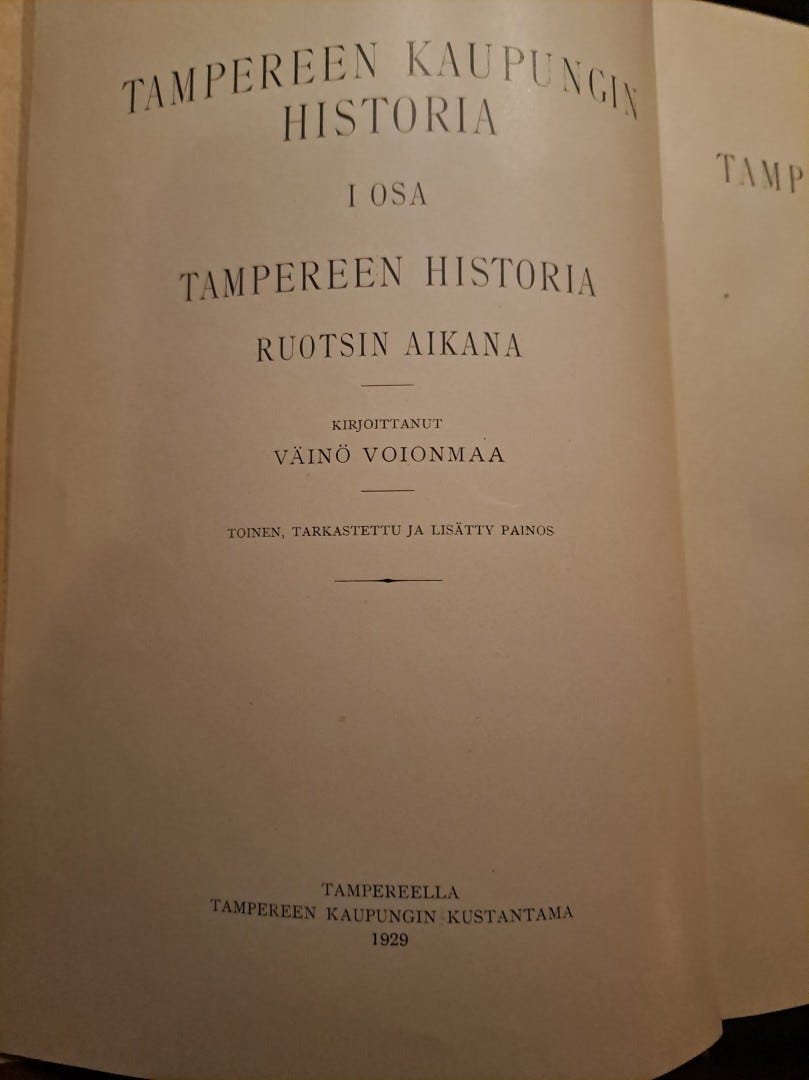 TAMPEREEN KAUPUNGIN
HISTORIA
I OSA
TAMPEREEN HISTORIA
RUOTSIN AIKANA
KIRJOITTANUT
VÄINÖ VOIONMAA
TOINEN, TARKASTETTU JA LISÄTTY PAINOS
TAMPEREELLA
TAMPEREEN KAUPUNGIN KUSTANTAMA
1929
TAMP